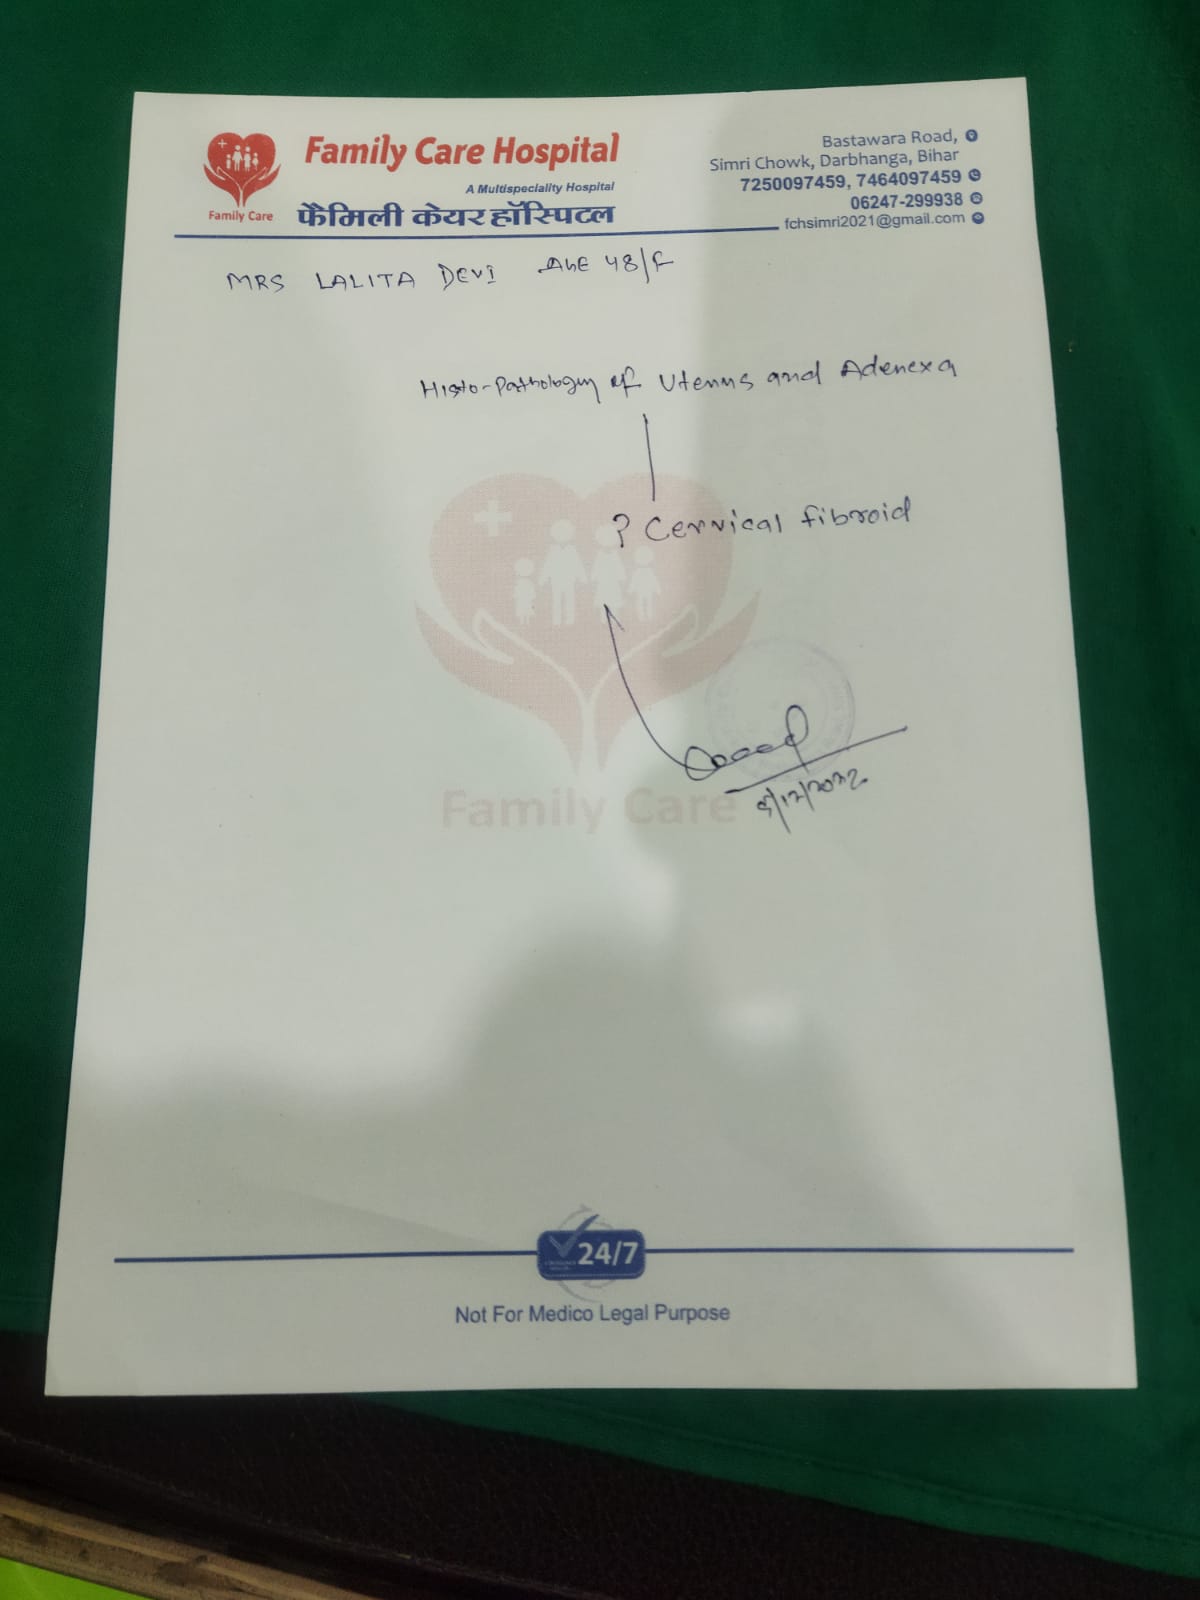 Family Care Hospital
A Multispeciality Hospital
फैमिली केयर हॉस्पिटल
Family Care
Bastawara Road,
Simri Chowk, Darbhanga, Bihar
7250097459, 7464097459
06247-299938
fchsimri2021@gmail.com
MRS LALITA DEVI AGE 48/F
Histo-Pathology of Uterus and Adenexa
? Cervical fibroid
Family Care
24/7
Not For Medico Legal Purpose